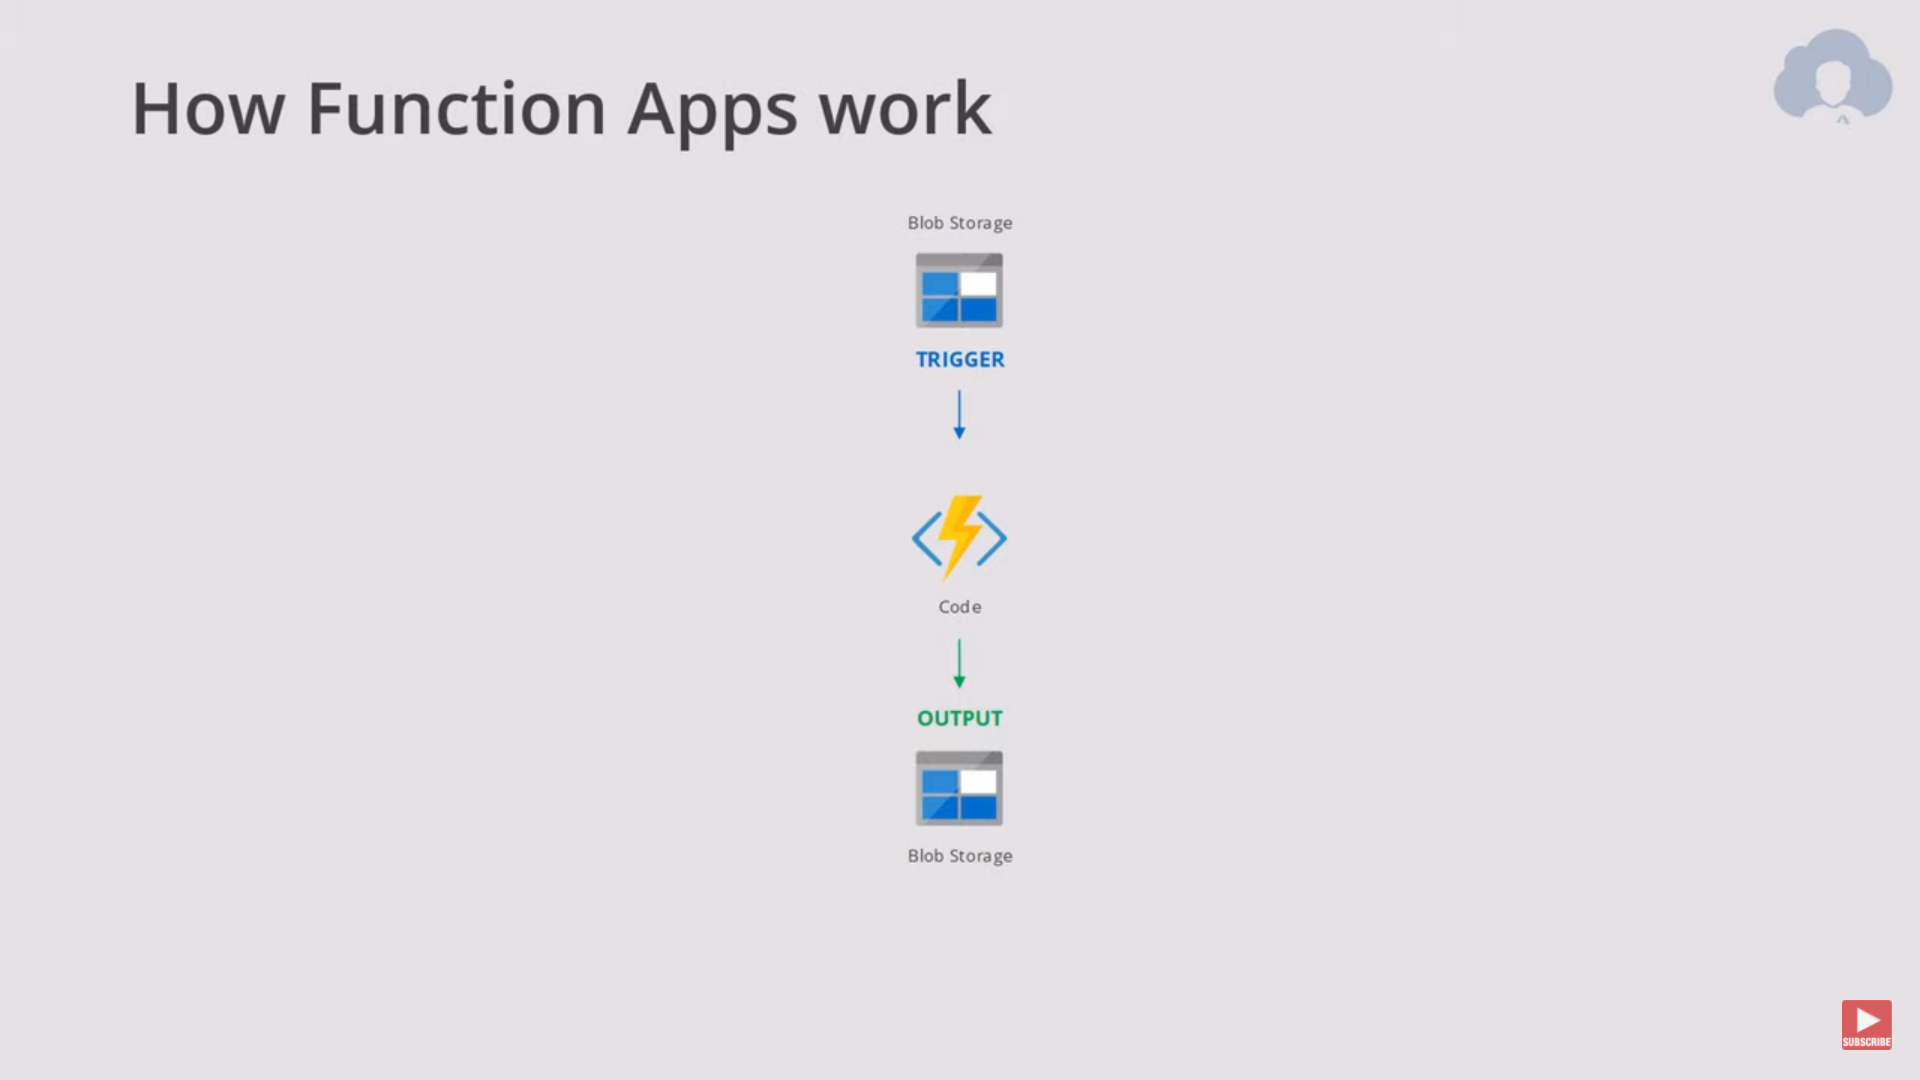 How Function Apps work
Blob Storage
TRIGGER
Code
OUTPUT
Blob Storage
SUBSCRIBE